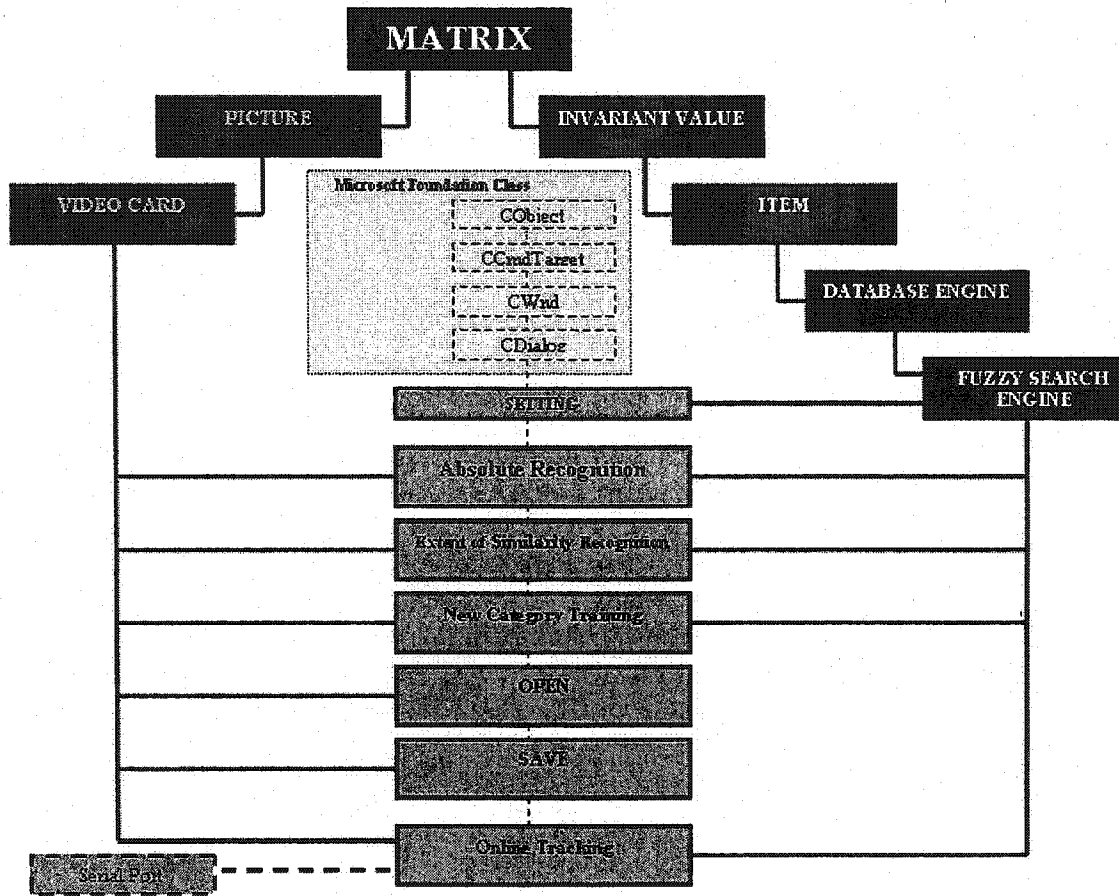 MATRIX
PICTURE
INVARIANT VALUE
Microsoft Foundation Class
VIDEO CARD
CObject
ITEM
CCmdTarget
CWnd
DATABASE ENGINE
CDialog
FUZZY SEARCH
ENGINE
SETTING
Absolute Recognition
Extent of Similarity Recognition
New Category Training
OPEN
SAVE
Online Tracking
Serial Port